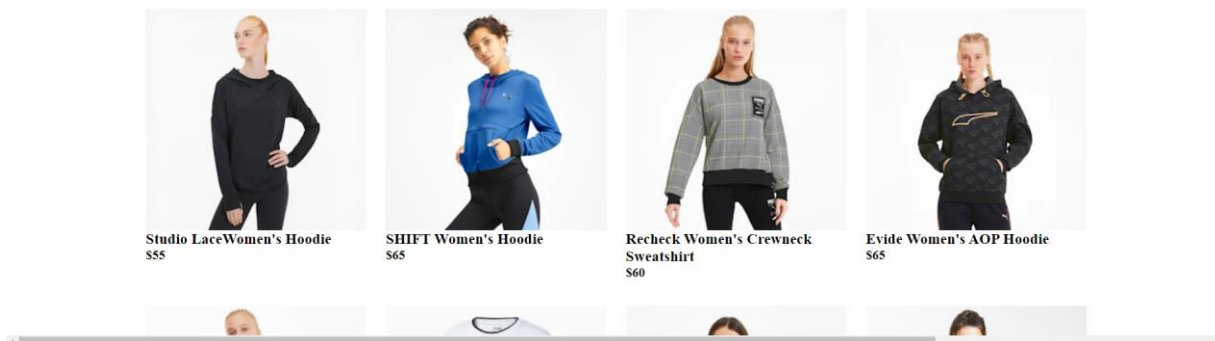 Studio LaceWomen's Hoodie
$55
SHIFT Women's Hoodie
$65
Recheck Women's Crewneck
Sweatshirt
$60
Evide Women's AOP Hoodie
$65